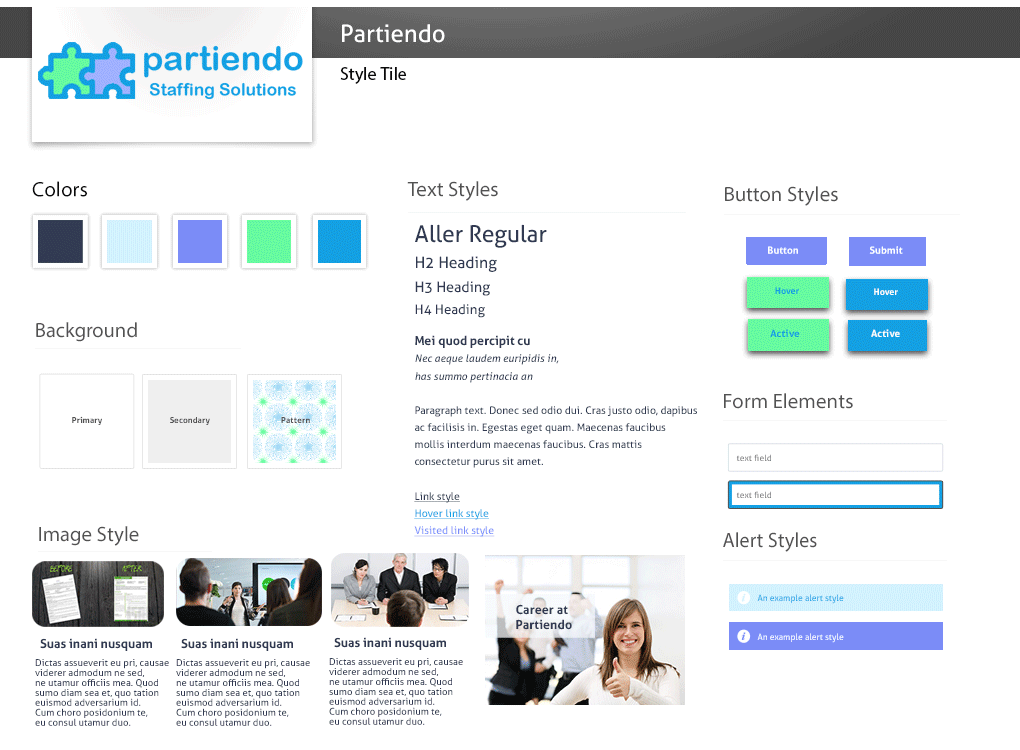 Partiendo
partiendo
Staffing Solutions
Style Tile
Colors
Background
Primary
Secondary
Pattern
Text Styles
Aller Regular
H2 Heading
H3 Heading
H4 Heading
Mei quod percipit cu
Nec aeque laudem euripidis in,
has summo pertinacia an
Paragraph text. Donec sed odio dui. Cras justo odio, dapibus
ac facilisis in. Egestas eget quam. Maecenas faucibus
mollis interdum maecenas faucibus. Cras mattis
consectetur purus sit amet.
Link style
Hover link style
Visited link style
Button Styles
Button
Submit
Hover
Hover
Active
Active
Form Elements
text field
text field
Alert Styles
An example alert style
An example alert style
Image Style
BEFORE
AFTER
Suas inani nusquam
Dictas assueverit eu pri, causae
viderer admodum ne sed,
ne utamur officiis mea. Quod
sumo diam sea et, quo tation
euismod adversarium id.
Cum choro posidonium te,
eu consul utamur duo.
Suas inani nusquam
Dictas assueverit eu pri, causae
viderer admodum ne sed,
ne utamur officiis mea. Quod
sumo diam sea et, quo tation
euismod adversarium id.
Cum choro posidonium te,
eu consul utamur duo.
Suas inani nusquam
Dictas assueverit eu pri, causae
viderer admodum ne sed,
ne utamur officiis mea. Quod
sumo diam sea et, quo tation
euismod adversarium id.
Cum choro posidonium te,
eu consul utamur duo.
Career at
Partiendo